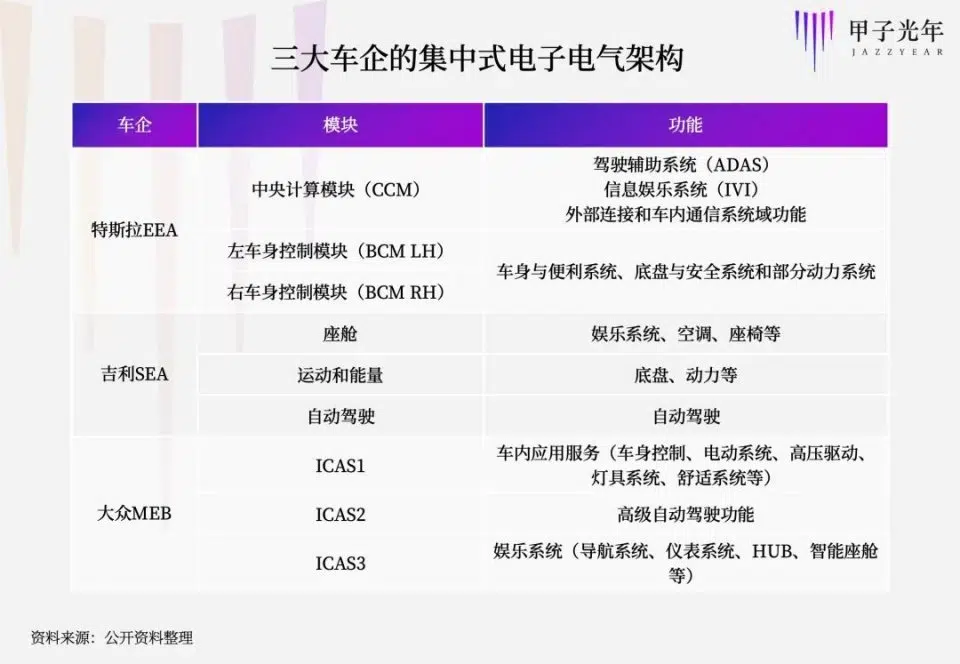 甲子光年
JAZZYEAR
三大车企的集中式电子电气架构
车企
模块
功能
特斯拉EEA
中央计算模块（CCM）
驾驶辅助系统（ADAS）
信息娱乐系统（IVI）
外部连接和车内通信系统域功能
左车身控制模块（BCM LH）
右车身控制模块（BCM RH）
车身与便利系统、底盘与安全系统和部分动力系统
吉利SEA
座舱
娱乐系统、空调、座椅等
运动和能量
底盘、动力等
自动驾驶
自动驾驶
大众MEB
ICAS1
车内应用服务（车身控制、电动系统、高压驱动、
灯具系统、舒适系统等）
ICAS2
高级自动驾驶功能
ICAS3
娱乐系统（导航系统、仪表系统、HUB、智能座舱
等）
资料来源：公开资料整理